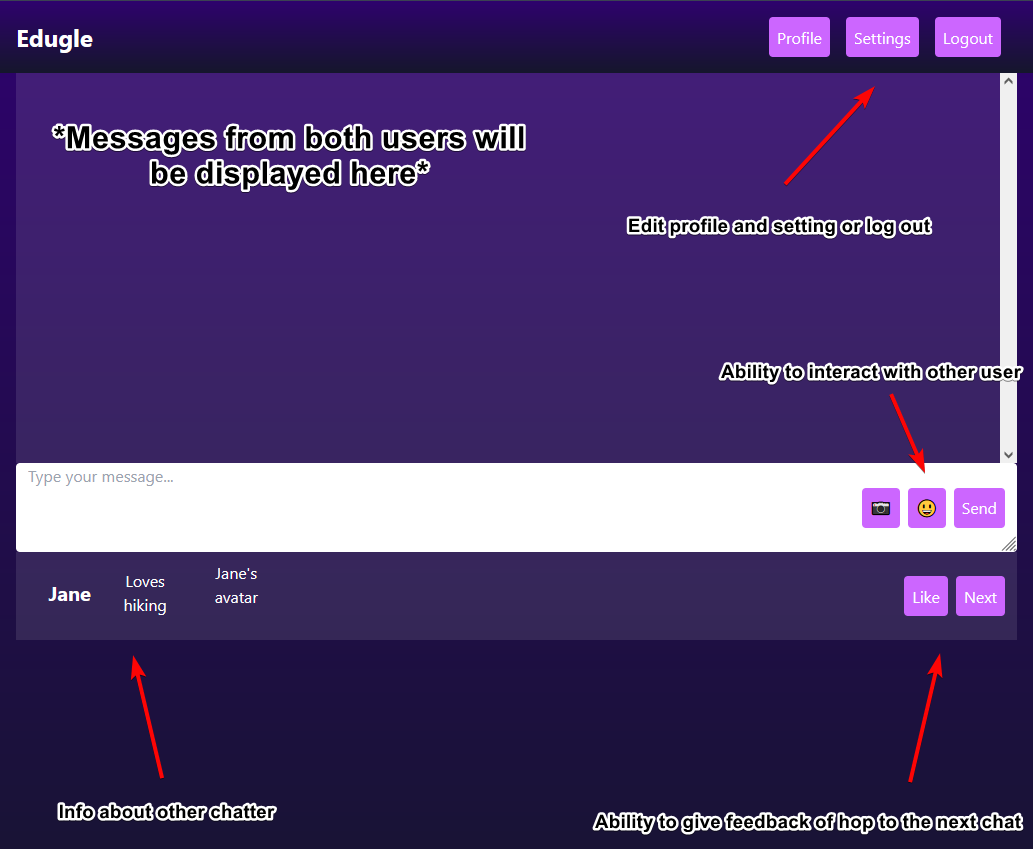 Edugle
Profile
Settings
Logout
*Messages from both users will
be displayed here*
Edit profile and setting or log out
Ability to interact with other user
Type your message...
Send
Jane
Loves
hiking
Jane's
avatar
Like
Next
Info about other chatter
Ability to give feedback of hop to the next chat